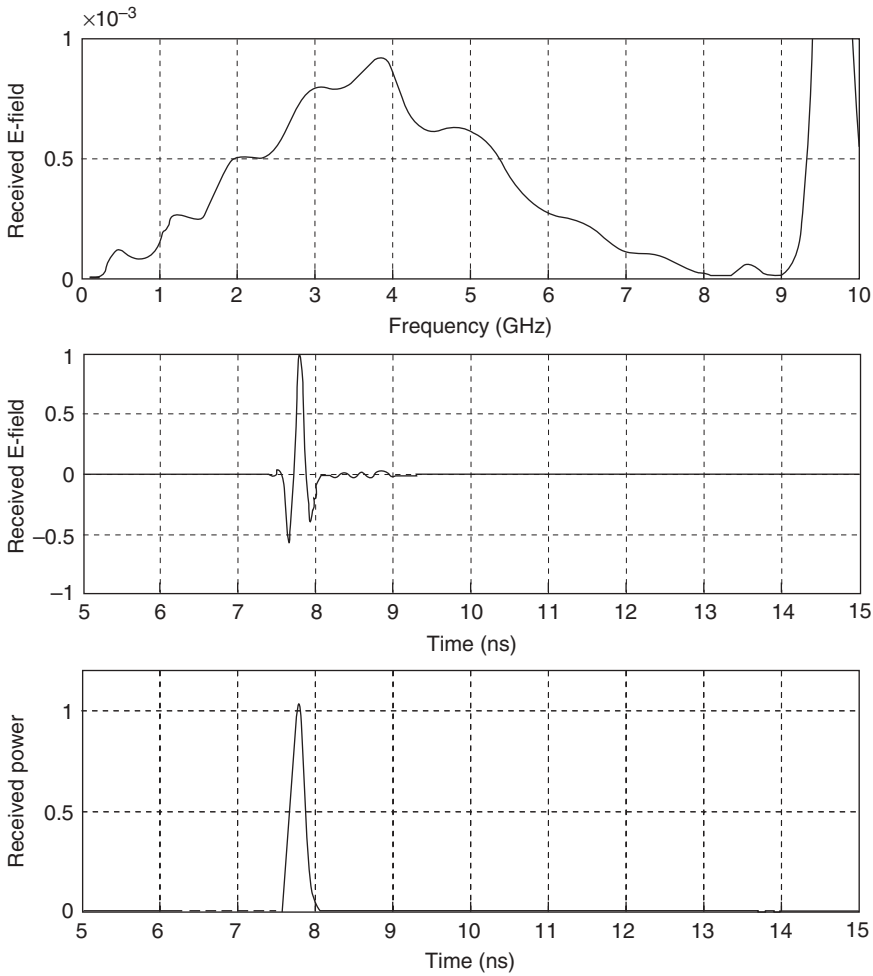 ×10⁻³
Received E-field
1
0.5
0
0 1 2 3 4 5 6 7 8 9 10
Frequency (GHz)
Received E-field
1
0.5
0
−0.5
−1
5 6 7 8 9 10 11 12 13 14 15
Time (ns)
Received power
1
0.5
0
5 6 7 8 9 10 11 12 13 14 15
Time (ns)